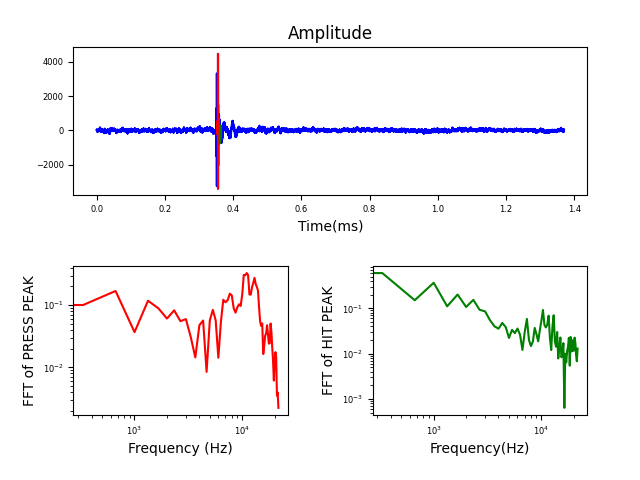 Amplitude
4000
2000
0
−2000
0.0 0.2 0.4 0.6 0.8 1.0 1.2 1.4
Time(ms)
FFT of PRESS PEAK
10⁻¹
10⁻²
10³ 10⁴
Frequency (Hz)
FFT of HIT PEAK
10⁻¹
10⁻²
10⁻³
10³ 10⁴
Frequency(Hz)